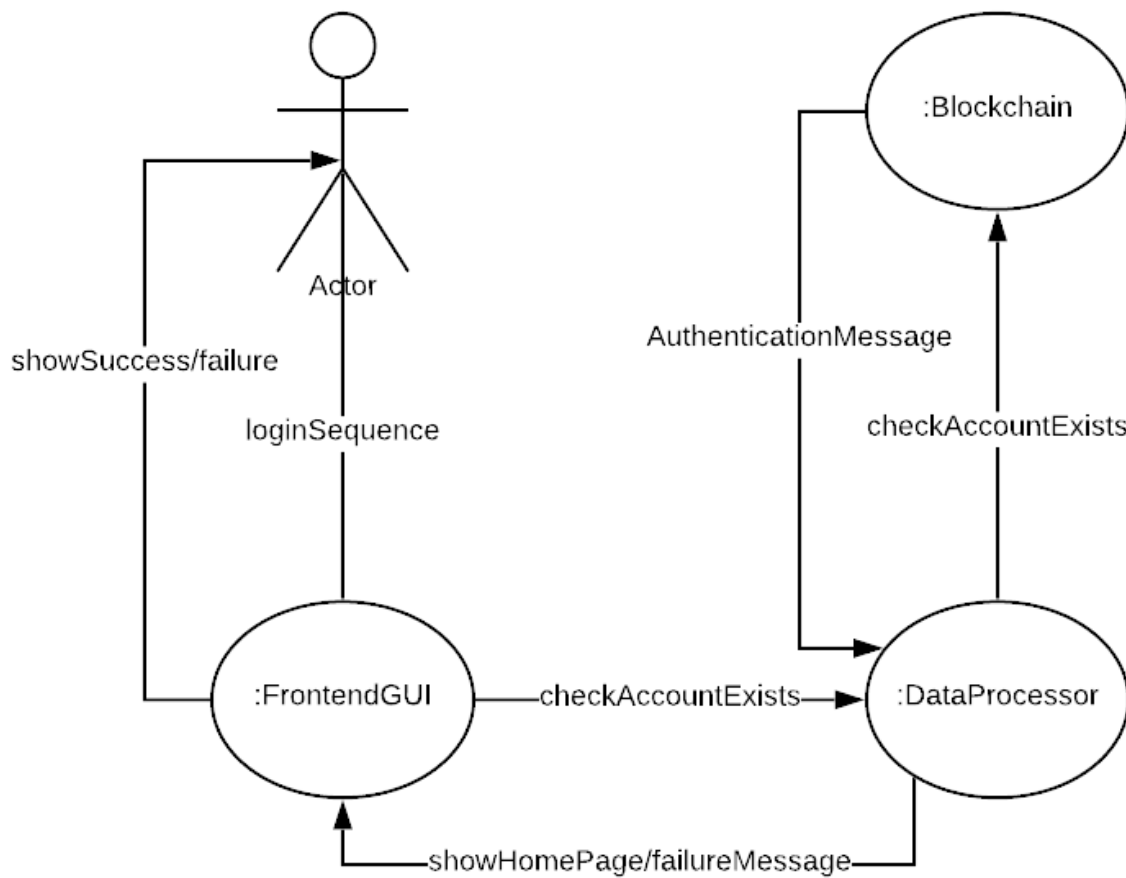 :Blockchain
Actor
AuthenticationMessage
showSuccess/failure
loginSequence
checkAccountExists
:FrontendGUI
checkAccountExists
:DataProcessor
showHomePage/failureMessage